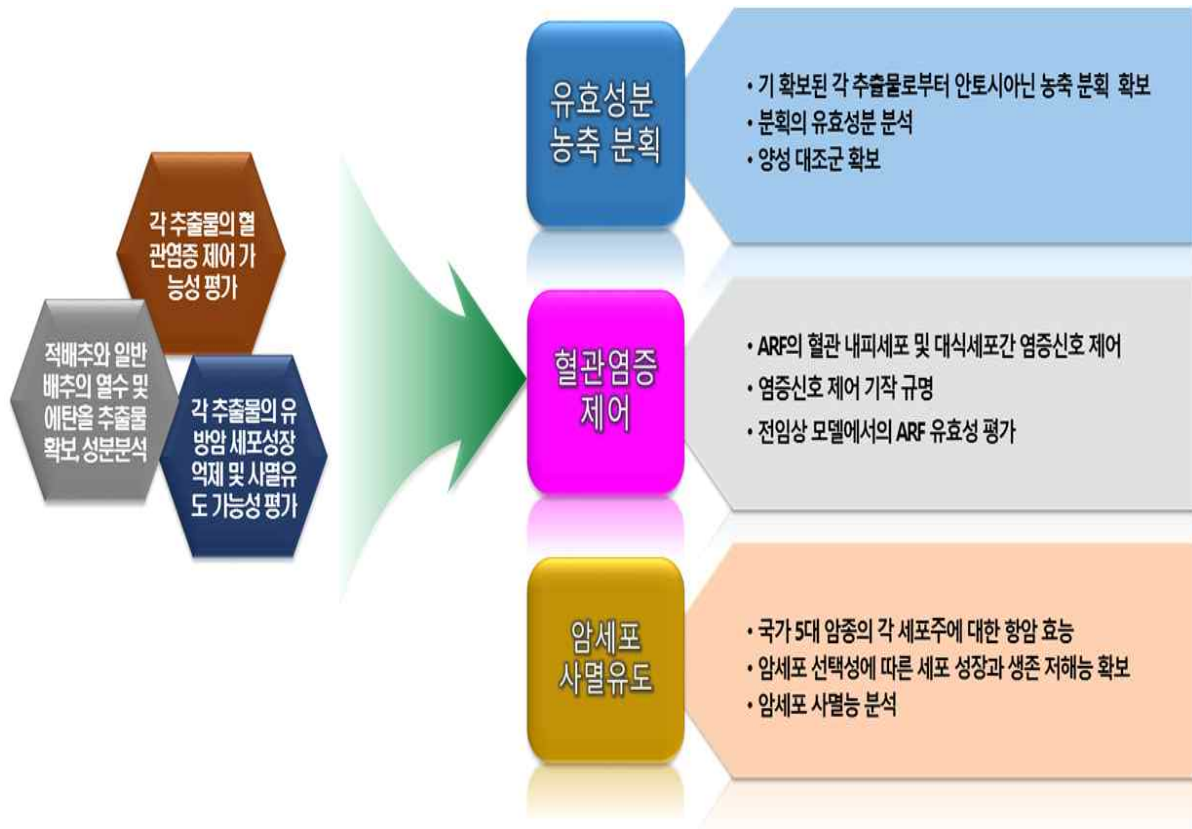 각 추출물의 혈
관염증 제어 가
능성 평가
적배추와 일반
배추의 열수 및
에탄올 추출물
확보, 성분분석
각 추출물의 유
방암 세포성장
억제 및 사멸유
도 가능성 평가
유효성분
농축 분획
• 기 확보된 각 추출물로부터 안토시아닌 농축 분획 확보
• 분획의 유효성분 분석
• 양성 대조군 확보
혈관염증
제어
• ARF의 혈관 내피세포 및 대식세포간 염증신호 제어
• 염증신호 제어 기작 규명
• 전임상 모델에서의 ARF 유효성 평가
암세포
사멸유도
• 국가 5대 암종의 각 세포주에 대한 항암 효능
• 암세포 선택성에 따른 세포 성장과 생존 저해능 확보
• 암세포 사멸능 분석